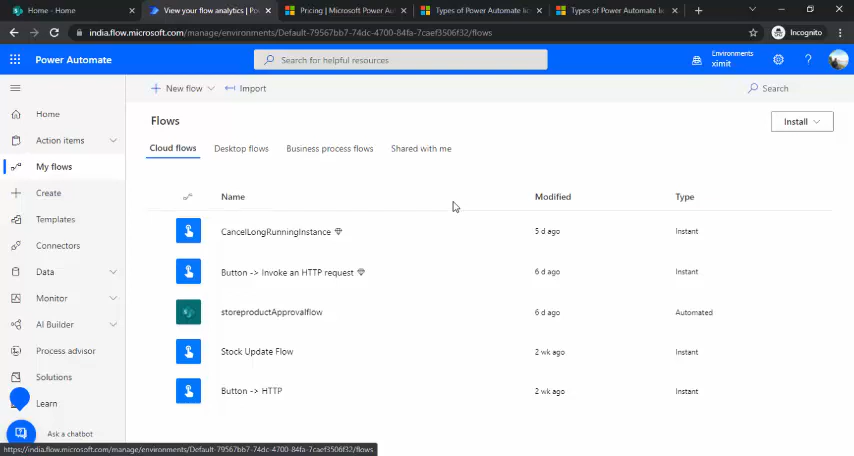 Home - Home
View your flow analytics | Po
Pricing | Microsoft Power Aut
Types of Power Automate lic
Types of Power Automate lic
india.flow.microsoft.com/manage/environments/Default-79567bb7-74dc-4700-84fa-7caef3506f32/flows
Incognito
Power Automate
Search for helpful resources
Environments
ximit
New flow
Import
Search
Home
Action items
My flows
Create
Templates
Connectors
Data
Monitor
AI Builder
Process advisor
Solutions
Learn
Ask a chatbot
Flows
Install
Cloud flows
Desktop flows
Business process flows
Shared with me
Name Modified Type
CancelLongRunningInstance 5 d ago Instant
Button -> Invoke an HTTP request 6 d ago Instant
storeproductApprovalflow 6 d ago Automated
Stock Update Flow 2 wk ago Instant
Button -> HTTP 2 wk ago Instant
https://india.flow.microsoft.com/manage/environments/Default-79567bb7-74dc-4700-84fa-7caef3506f32/flows